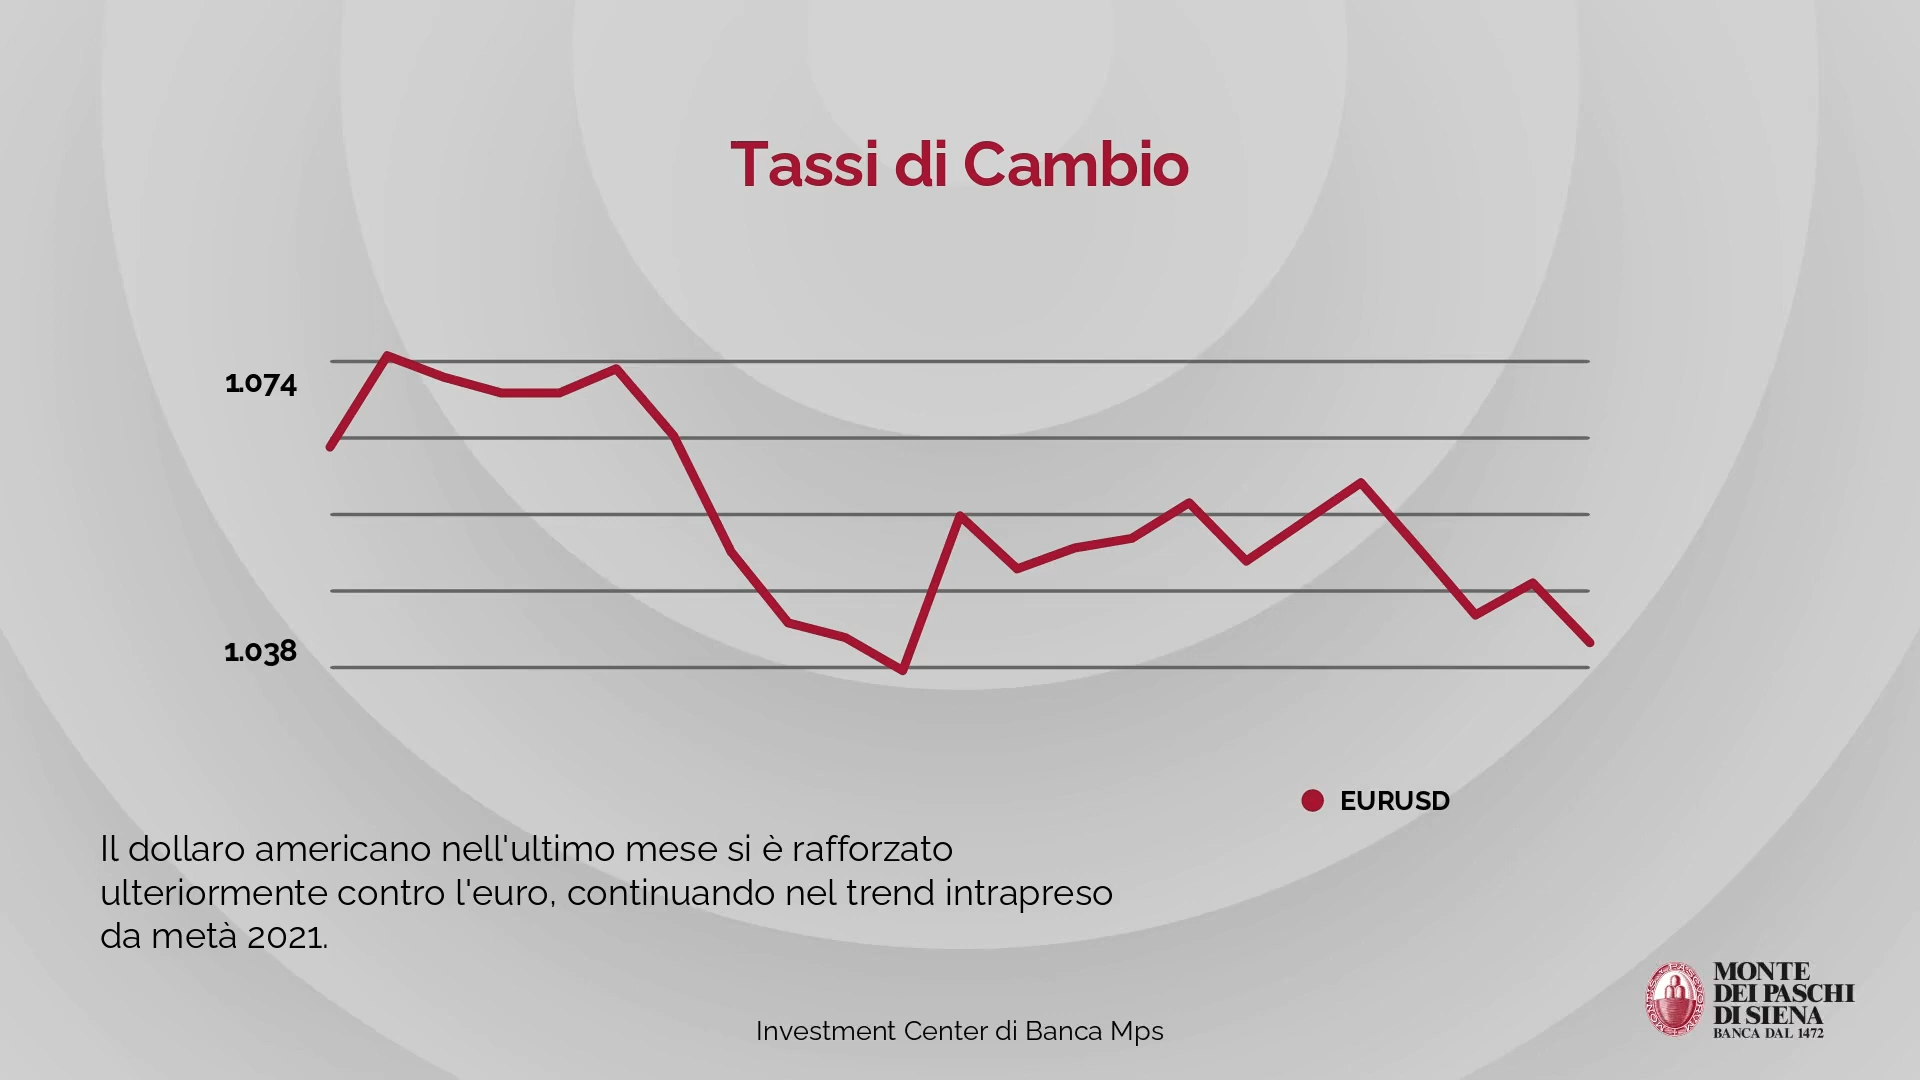 Tassi di Cambio
1.074
1.038
EURUSD
Il dollaro americano nell'ultimo mese si è rafforzato
ulteriormente contro l'euro, continuando nel trend intrapreso
da metà 2021.
Investment Center di Banca Mps
MONTE
DEI PASCHI
DI SIENA
BANCA DAL 1472